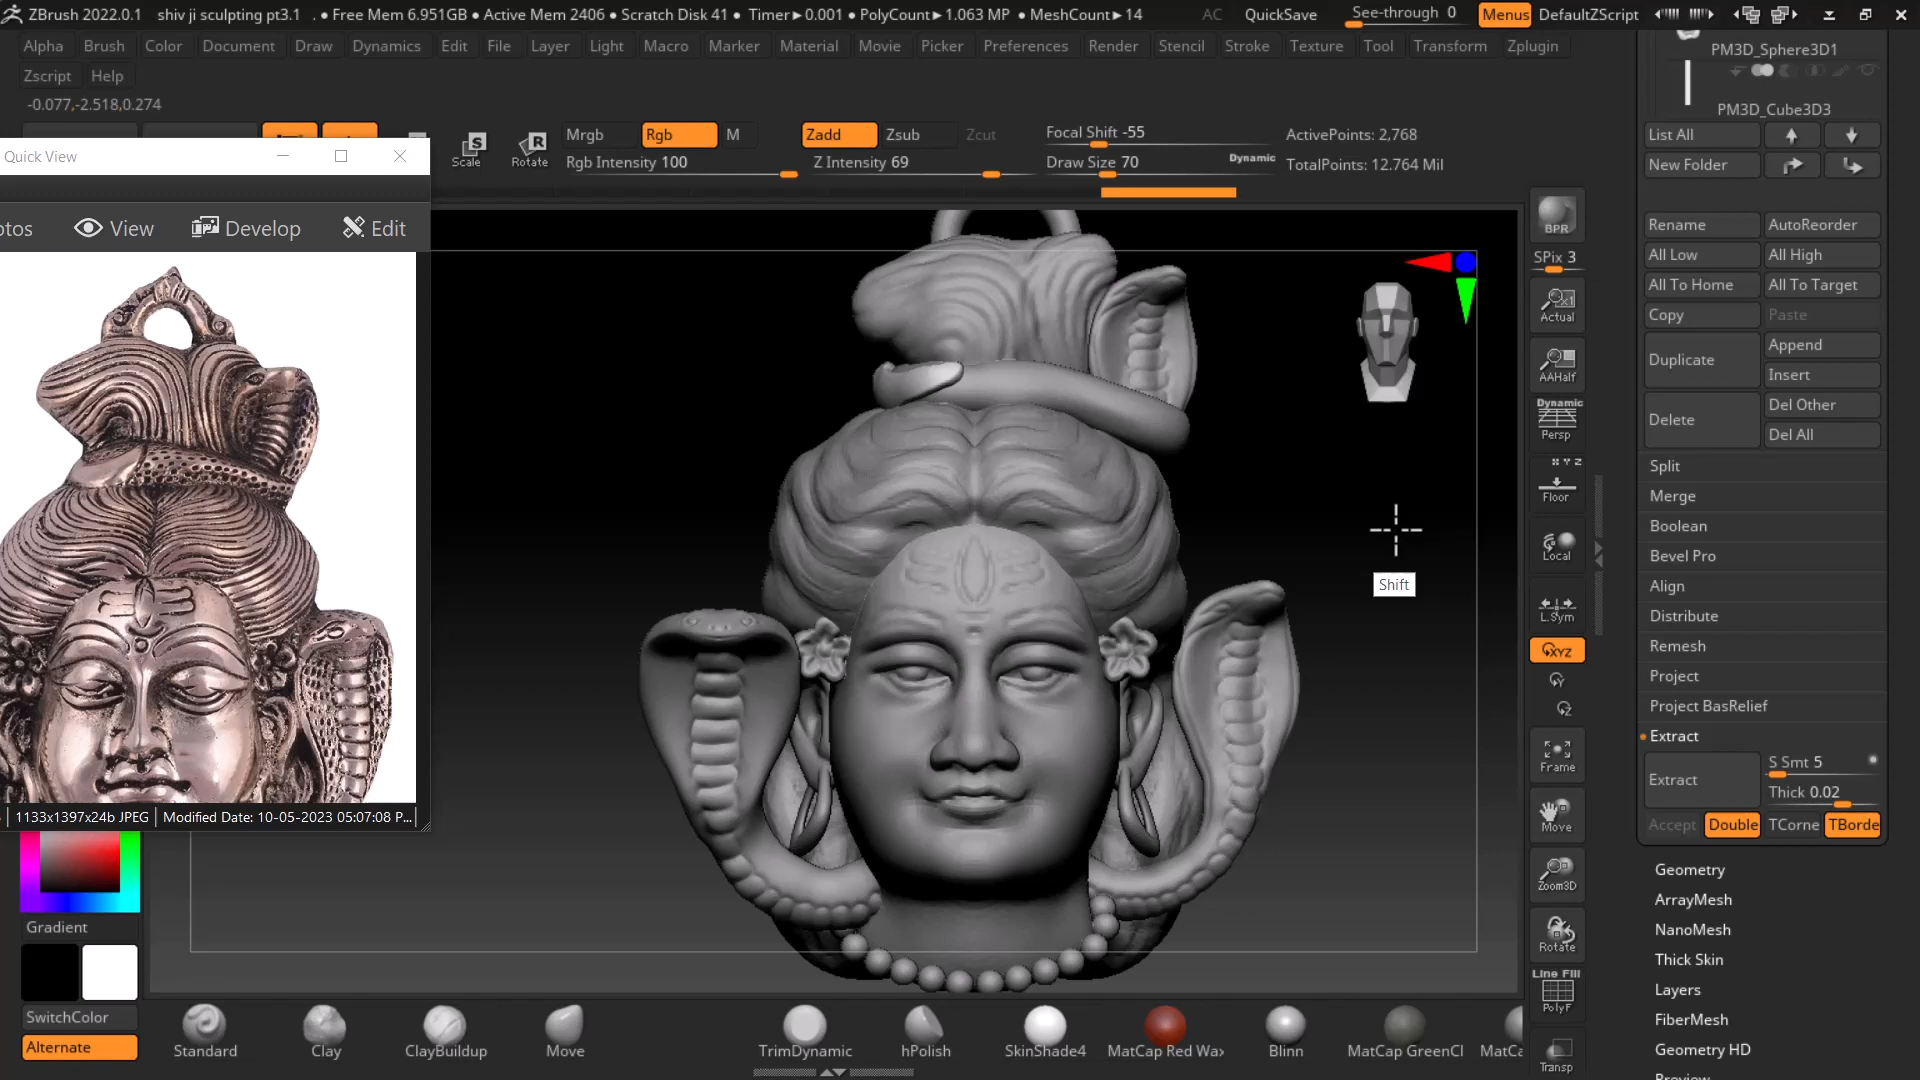 ZBrush 2022.0.1 shiv ji sculpting pt3.1 . ● Free Mem 6.951GB ● Active Mem 2406 ● Scratch Disk 41 ● Timer►0.001 ● PolyCount►1.063 MP ● MeshCount►14 AC QuickSave See-through 0 Menus DefaultZScript
Alpha Brush Color Document Draw Dynamics Edit File Layer Light Macro Marker Material Movie Picker Preferences Render Stencil Stroke Texture Tool Transform Zplugin
Zscript Help
-0.077,-2.518,0.274
Quick View
Scale
Rotate
Mrgb Rgb M
Rgb Intensity 100
Zadd Zsub Zcut
Z Intensity 69
Focal Shift -55
Draw Size 70 Dynamic
ActivePoints: 2,768
TotalPoints: 12.764 Mil
otos View Develop Edit
1133x1397x24b JPEG Modified Date: 10-05-2023 05:07:08 P...
Shift
Gradient
SwitchColor
Alternate
Standard Clay ClayBuildup Move TrimDynamic hPolish SkinShade4 MatCap Red Wax Blinn MatCap GreenCl MatCa
BPR
SPix 3
Actual
AAHalf
Dynamic
Persp
X Y Z
Floor
Local
L.Sym
XYZ
Y
Z
Frame
Move
Zoom3D
Rotate
Line Fill
PolyF
Transp
PM3D_Sphere3D1
PM3D_Cube3D3
List All
New Folder
Rename AutoReorder
All Low All High
All To Home All To Target
Copy Paste
Duplicate Append
Insert
Delete Del Other
Del All
Split
Merge
Boolean
Bevel Pro
Align
Distribute
Remesh
Project
Project BasRelief
Extract
Extract S Smt 5
Thick 0.02
Accept Double TCorne TBorde
Geometry
ArrayMesh
NanoMesh
Thick Skin
Layers
FiberMesh
Geometry HD